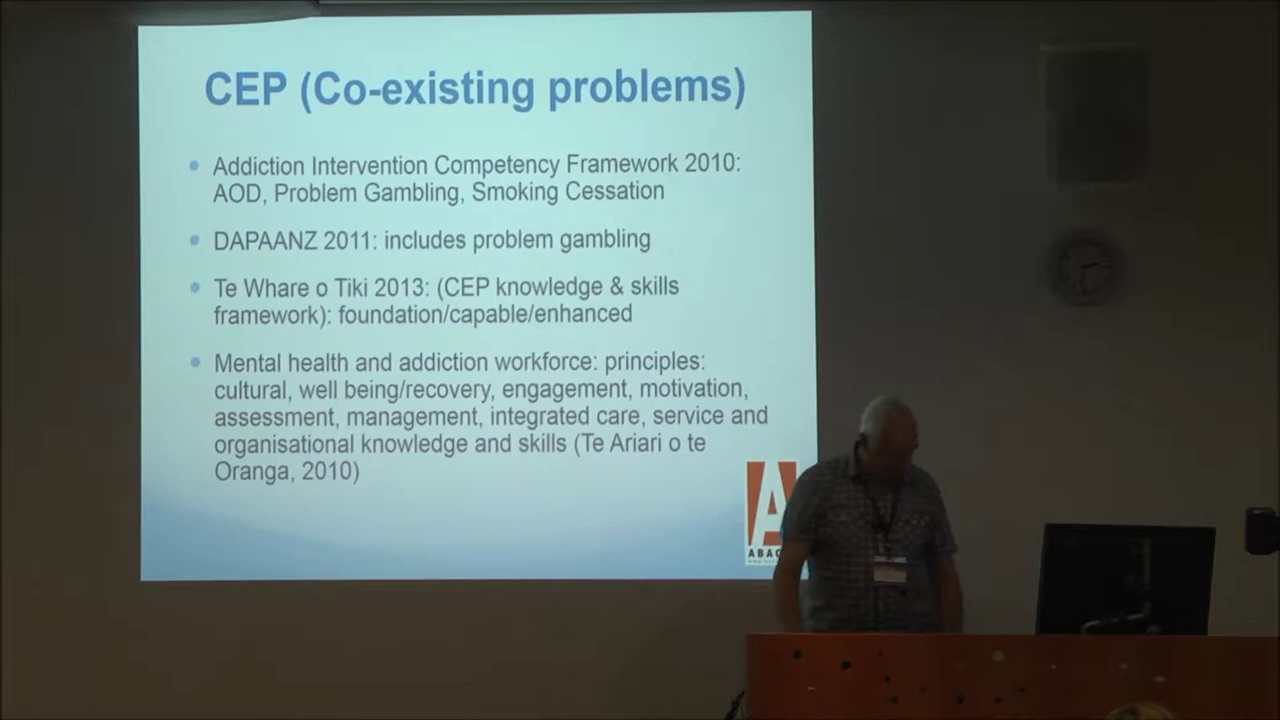 CEP (Co-existing problems)
Addiction Intervention Competency Framework 2010:
AOD, Problem Gambling, Smoking Cessation
DAPAANZ 2011: includes problem gambling
Te Whare o Tiki 2013: (CEP knowledge & skills
framework): foundation/capable/enhanced
Mental health and addiction workforce: principles:
cultural, well being/recovery, engagement, motivation,
assessment, management, integrated care, service and
organisational knowledge and skills (Te Ariari o te
Oranga, 2010)
A